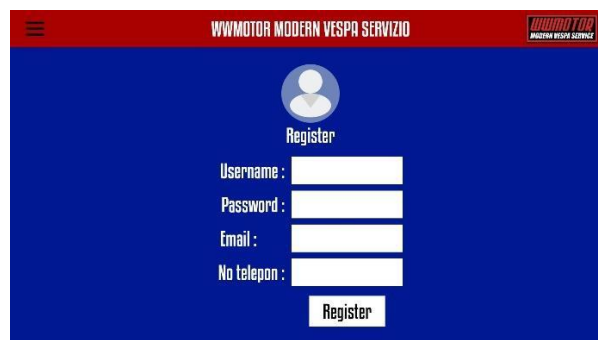 WWMOTOR MODERN VESPA SERVIZIO
WWMOTOR
MODERN VESPA SERVICE
Register
Username :
Password :
Email :
No telepon :
Register